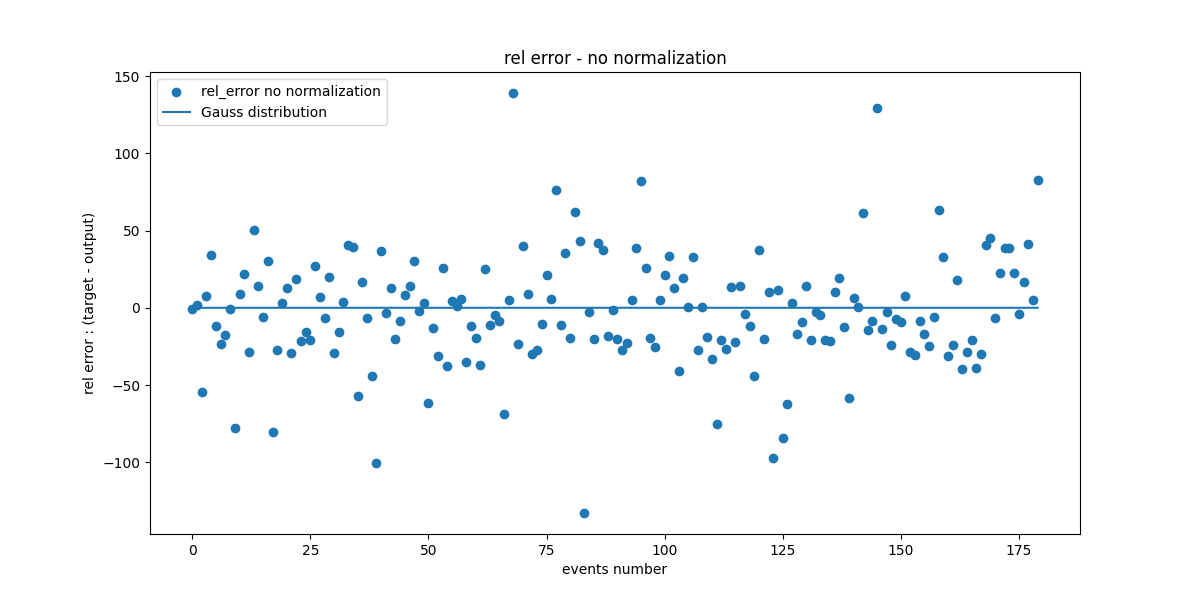 rel error - no normalization
rel_error no normalization
Gauss distribution
rel error : (target - output)
150
100
50
0
−50
−100
0
25
50
75
100
125
150
175
events number